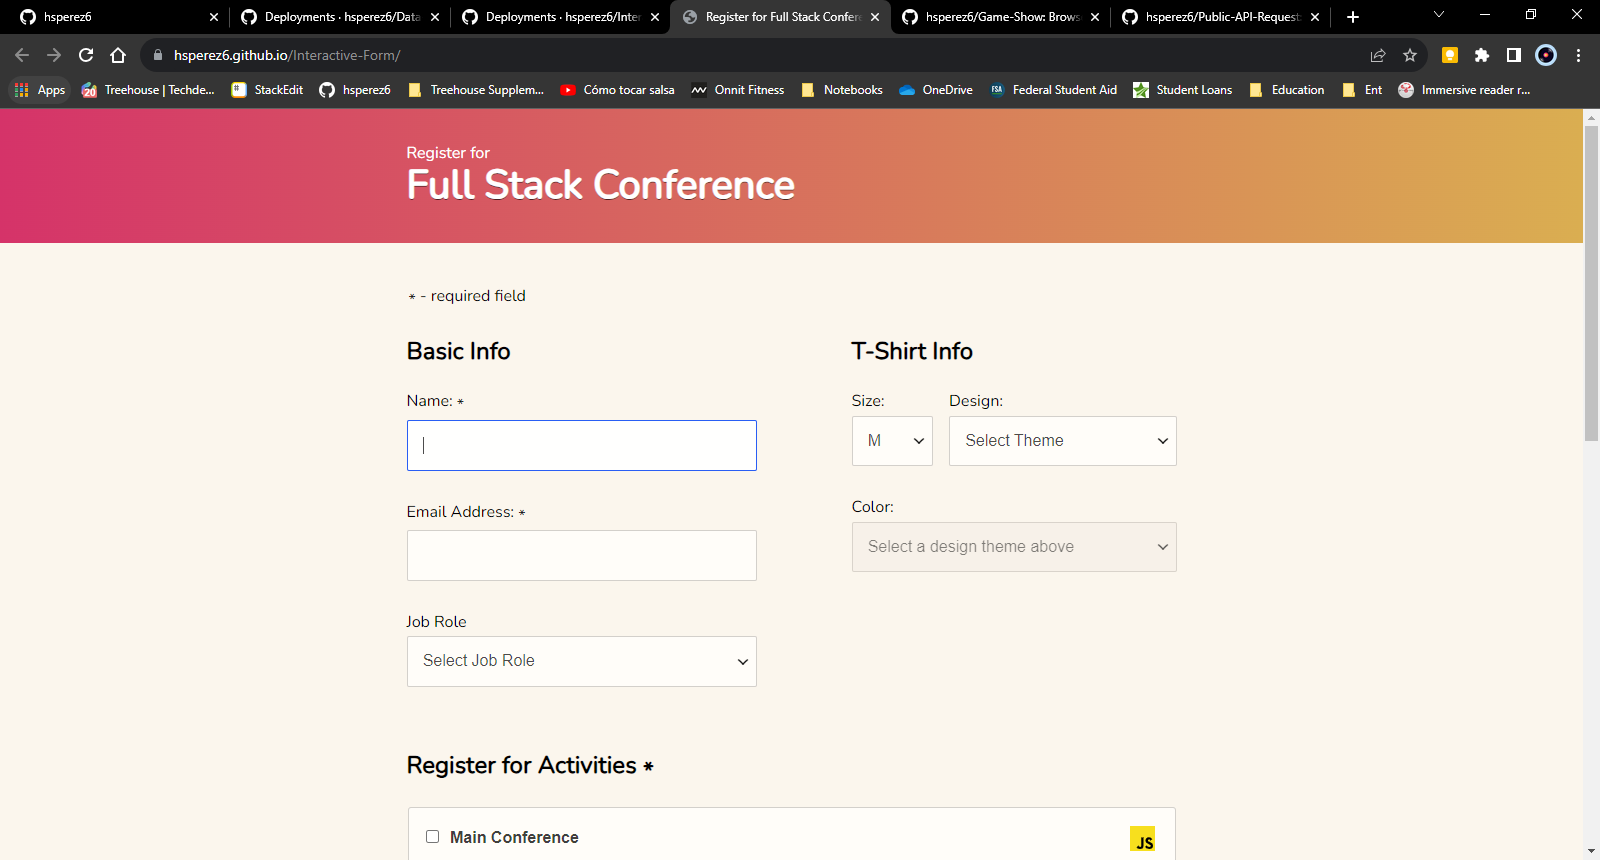 hsperez6
Deployments · hsperez6/Data
Deployments · hsperez6/Inter
Register for Full Stack Confere
hsperez6/Game-Show: Brows
hsperez6/Public-API-Request
hsperez6.github.io/Interactive-Form/
Apps
Treehouse | Techde...
StackEdit
hsperez6
Treehouse Supplem...
Cómo tocar salsa
Onnit Fitness
Notebooks
OneDrive
FSA
Federal Student Aid
Student Loans
Education
Ent
Immersive reader r...
Register for
Full Stack Conference
* - required field
Basic Info
Name: *
Email Address: *
Job Role
Select Job Role
T-Shirt Info
Size:
Design:
M
Select Theme
Color:
Select a design theme above
Register for Activities *
Main Conference
JS